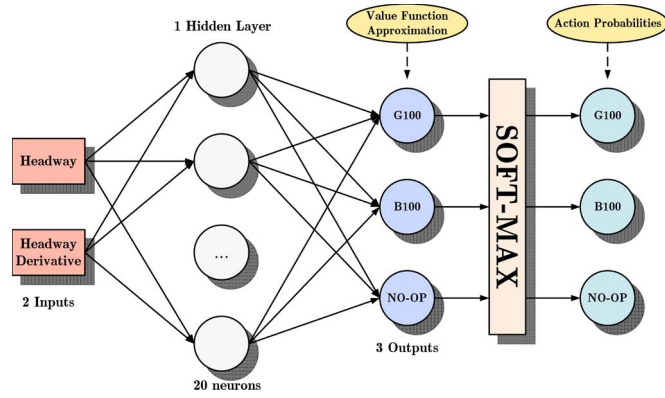 1 Hidden Layer
Value Function
Approximation
Action Probabilities
Headway
Headway
Derivative
2 Inputs
...
20 neurons
G100
B100
NO-OP
3 Outputs
SOFT-MAX
G100
B100
NO-OP